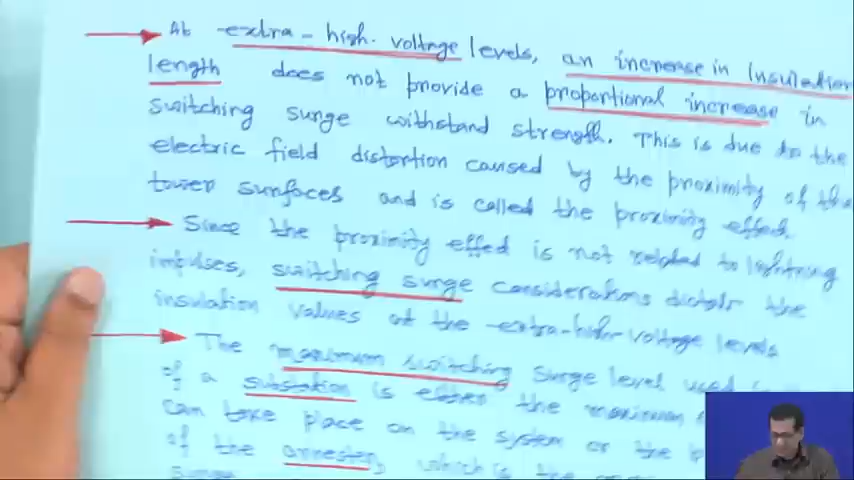 At extra-high-voltage levels, an increase in insulation
length does not provide a proportional increase in
switching surge withstand strength. This is due to the
electric field distortion caused by the proximity of the
tower surfaces and is called the proximity effect.
Since the proximity effect is not related to lightning
impulses, switching surge considerations dictate the
insulation values at the extra-high-voltage levels
The maximum switching surge level used
of a substation is either the maximum
can take place on the system or the
of the arrester, which is the
surge